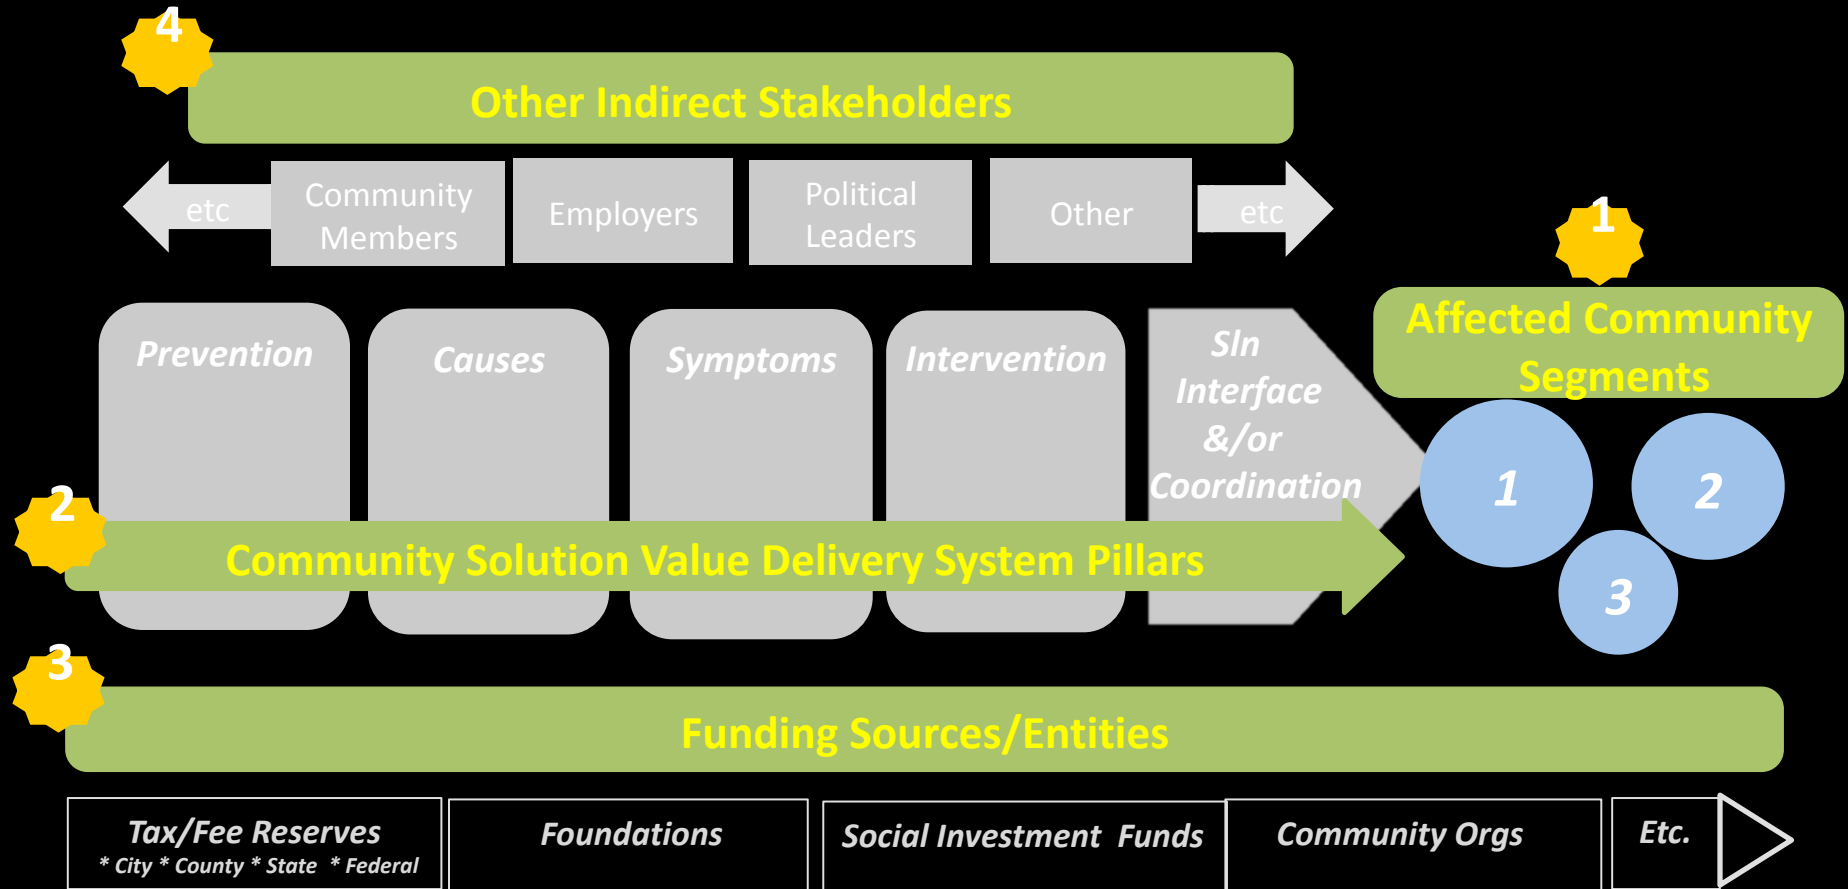 4
Other Indirect Stakeholders
etc
Community
Members
Employers
Political
Leaders
Other
etc
1
Affected Community
Segments
Prevention
Causes
Symptoms
Intervention
Sln
Interface
&/or
Coordination
1
2
3
2
Community Solution Value Delivery System Pillars
3
Funding Sources/Entities
Tax/Fee Reserves
* City * County * State * Federal
Foundations
Social Investment Funds
Community Orgs
Etc.